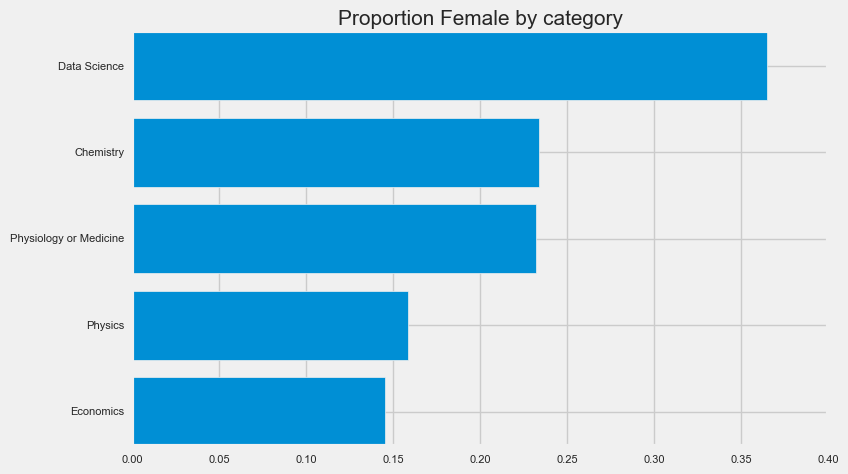 Proportion Female by category
Data Science
Chemistry
Physiology or Medicine
Physics
Economics
0.00 0.05 0.10 0.15 0.20 0.25 0.30 0.35 0.40